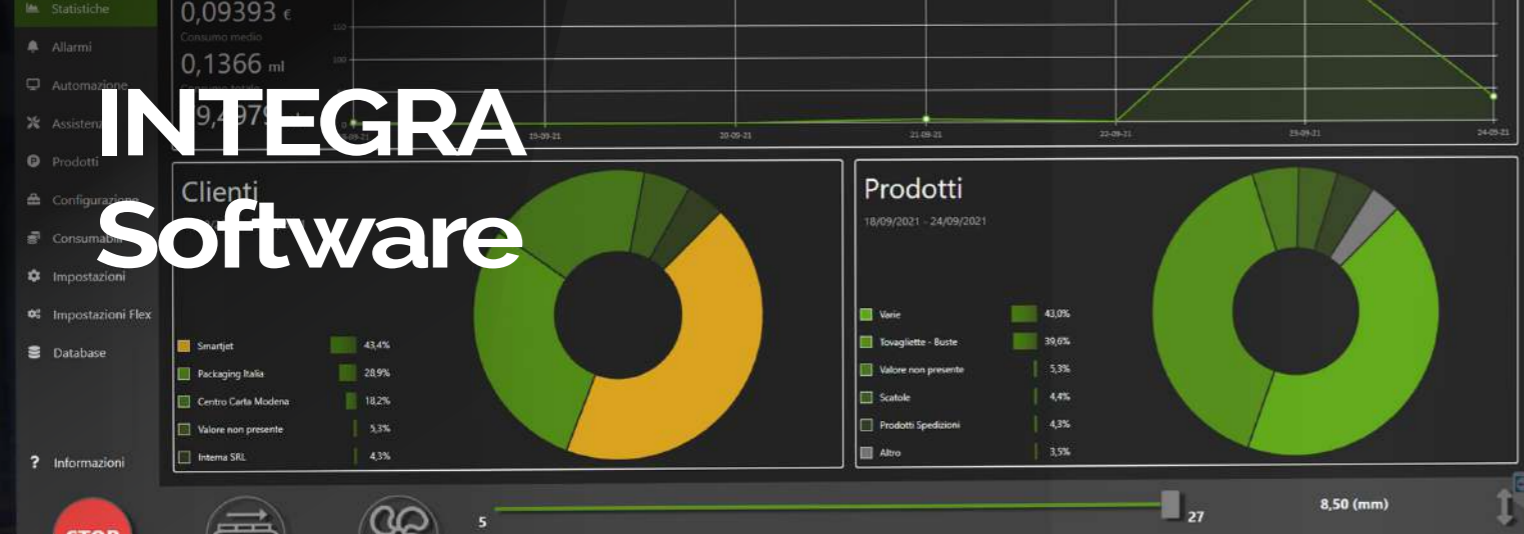 Statistiche
Allarmi
Automazione
Prodotti
Impostazioni
Impostazioni Flex
Database
? Informazioni
STOP
0,09393 €
Consumo medio
0,1366 ml
150
100
0
19-09-21
20-09-21
21-09-21
22-09-21
23-09-21
24-09-21
INTEGRA
Software
Clienti
Smartjet 43,4%
Packaging Italia 28,9%
Centro Carta Modena 18,2%
Valore non presente 5,3%
Interna SRL 4,3%
Prodotti
18/09/2021 - 24/09/2021
Varie 43,0%
Tovagliette - Buste 39,6%
Valore non presente 5,3%
Scatole 4,4%
Prodotti Spedizioni 4,3%
Altro 3,5%
5
27
8,50 (mm)